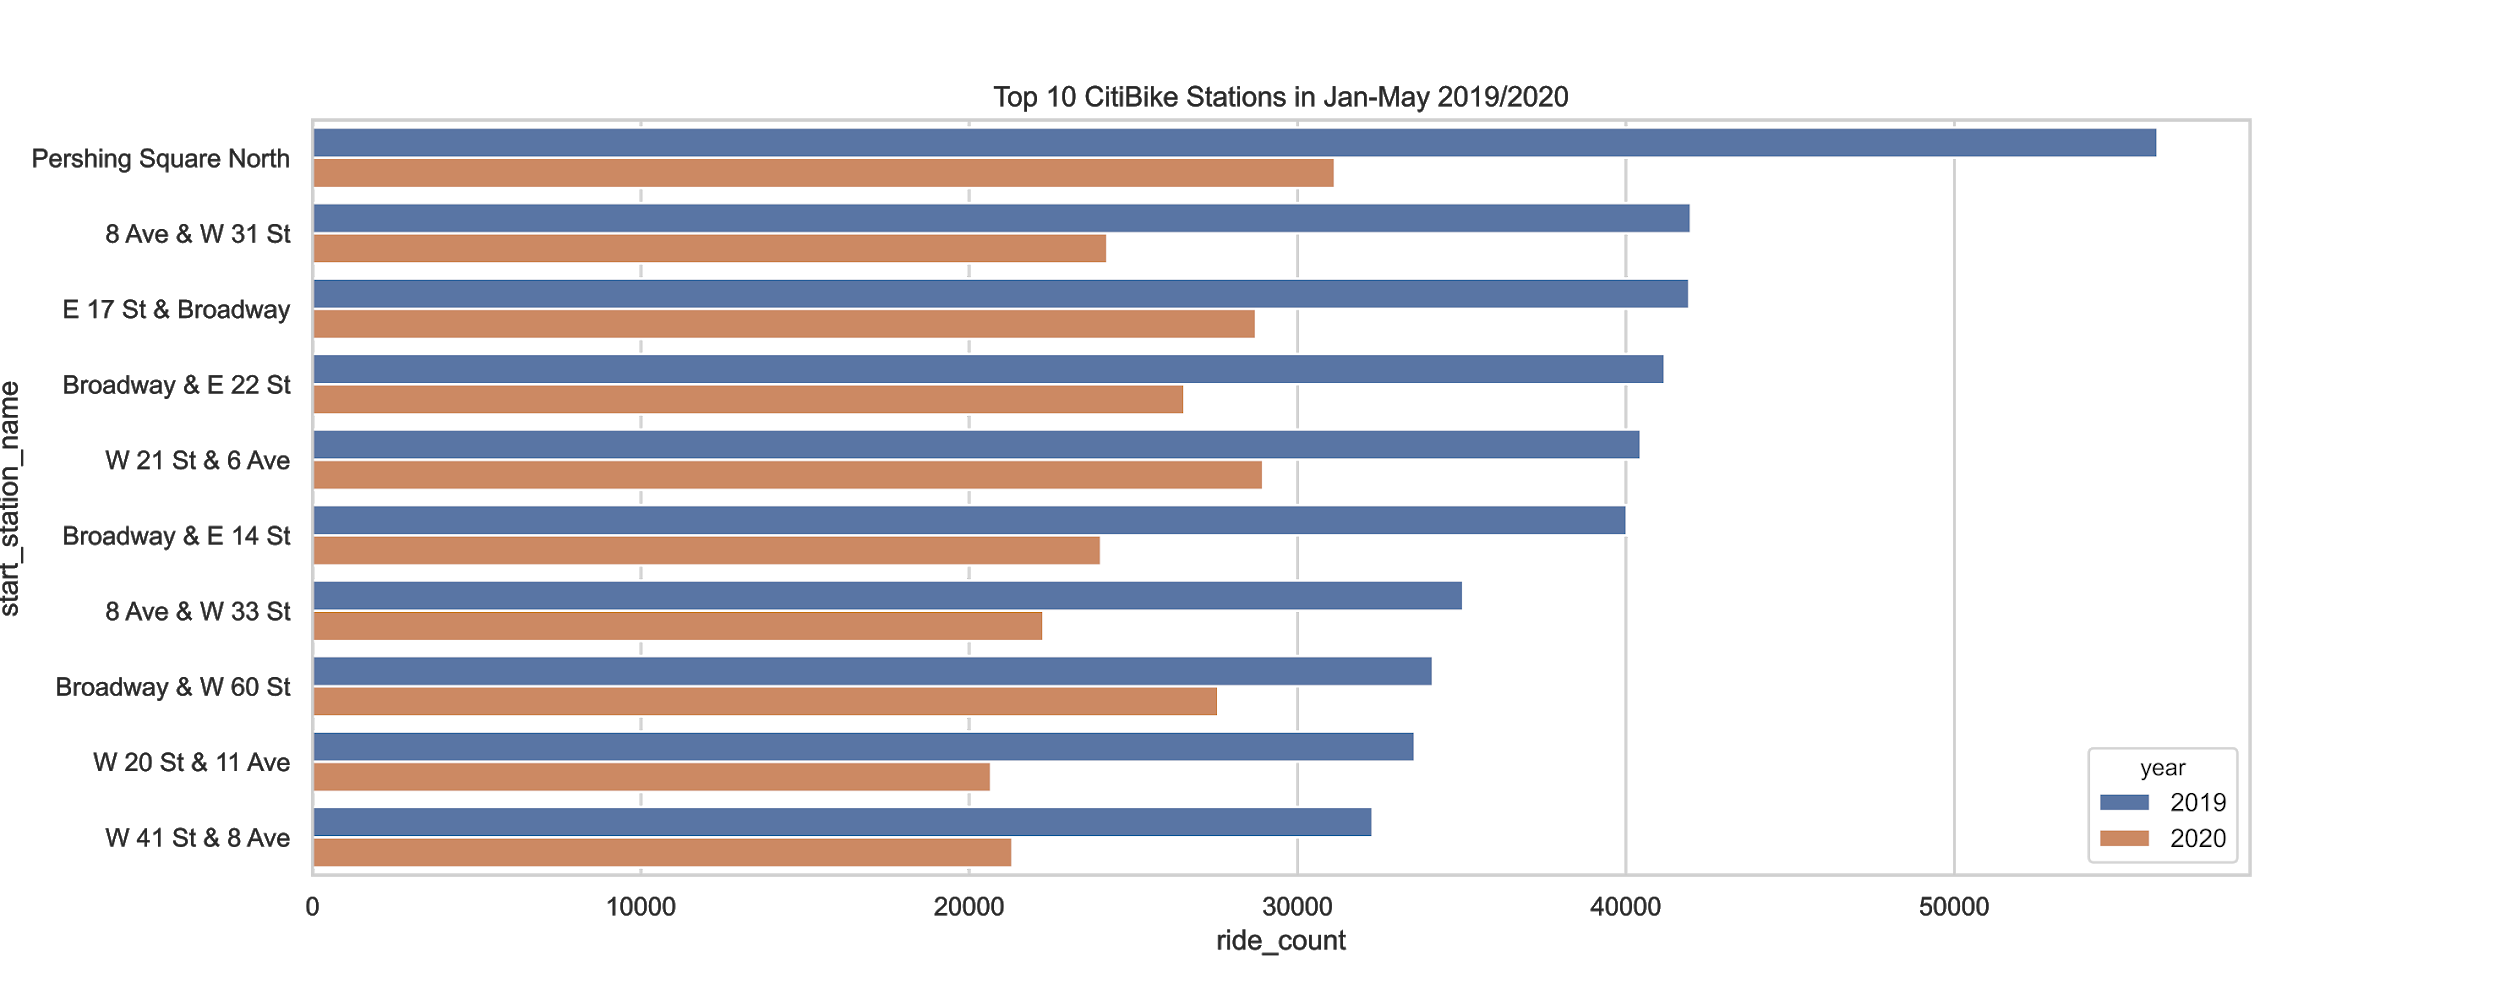 Top 10 CitiBike Stations in Jan-May 2019/2020
start_station_name
Pershing Square North
8 Ave & W 31 St
E 17 St & Broadway
Broadway & E 22 St
W 21 St & 6 Ave
Broadway & E 14 St
8 Ave & W 33 St
Broadway & W 60 St
W 20 St & 11 Ave
W 41 St & 8 Ave
year
2019
2020
0 10000 20000 30000 40000 50000
ride_count